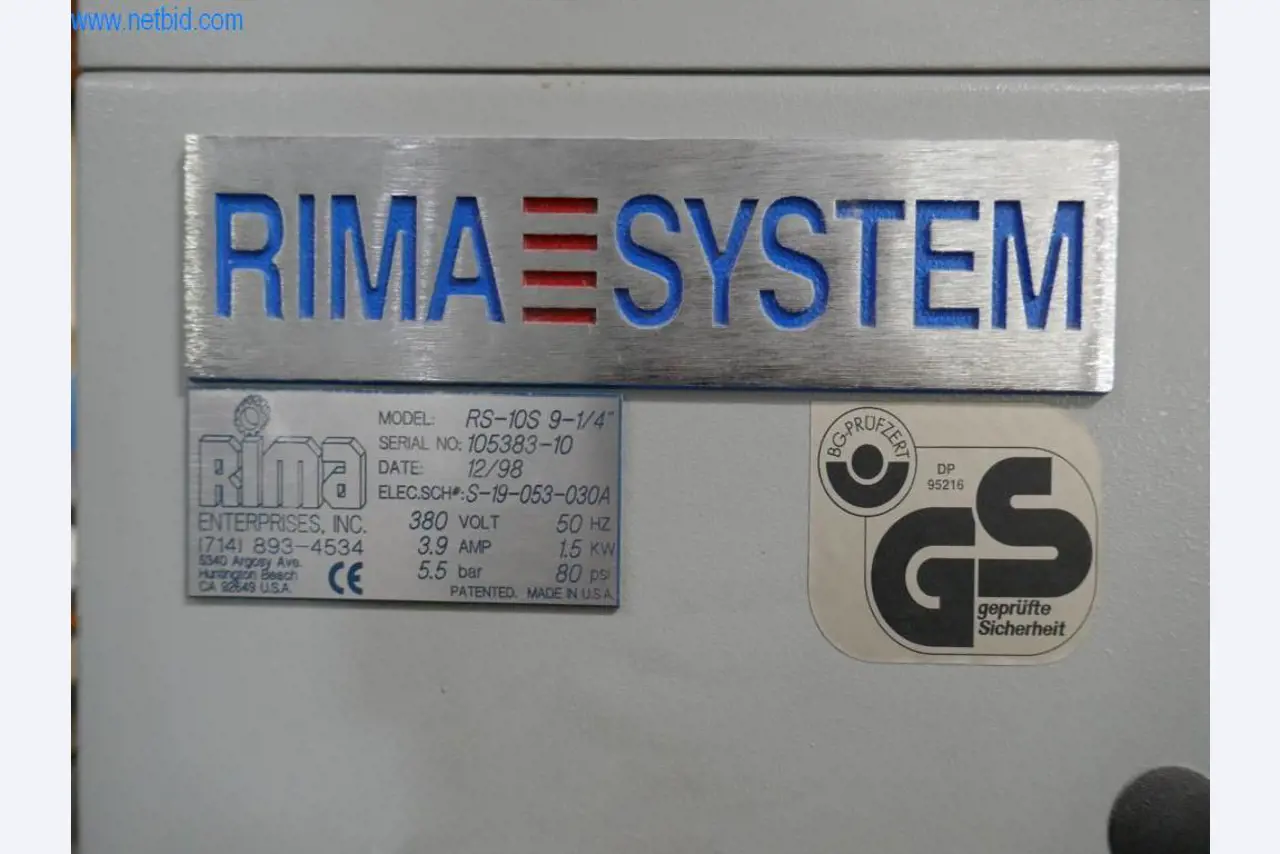 www.netbid.com
RIMA SYSTEM
Rima
ENTERPRISES, INC.
(714) 893-4534
5340 Argosy Ave.
Huntington Beach
CA 92649 U.S.A.
CE
MODEL: RS-10S 9-1/4"
SERIAL NO: 105383-10
DATE: 12/98
ELEC.SCH#: S-19-053-030A
380 VOLT 50 HZ
3.9 AMP 1.5 KW
5.5 bar 80 psi
PATENTED. MADE IN U.S.A.
BG-PRÜFZERT
DP
95216
GS
geprüfte
Sicherheit